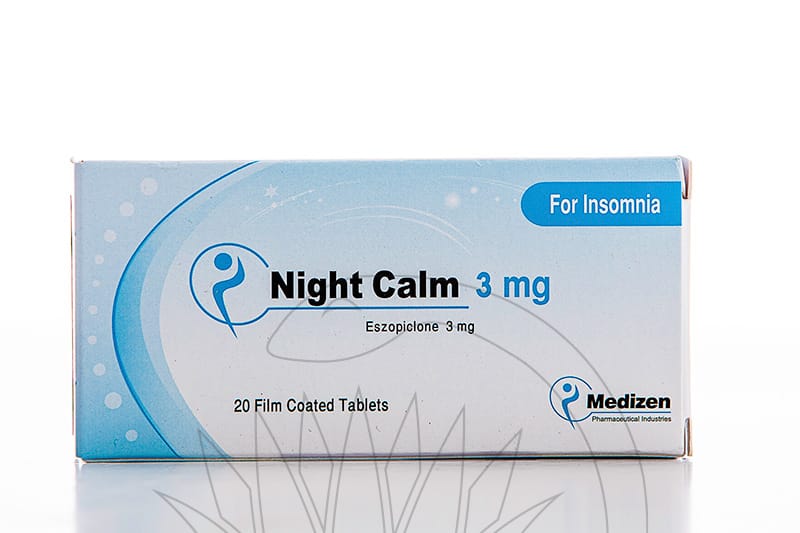 For Insomnia
Night Calm 3 mg
Eszopiclone 3 mg
20 Film Coated Tablets
Medizen
Pharmaceutical Industries